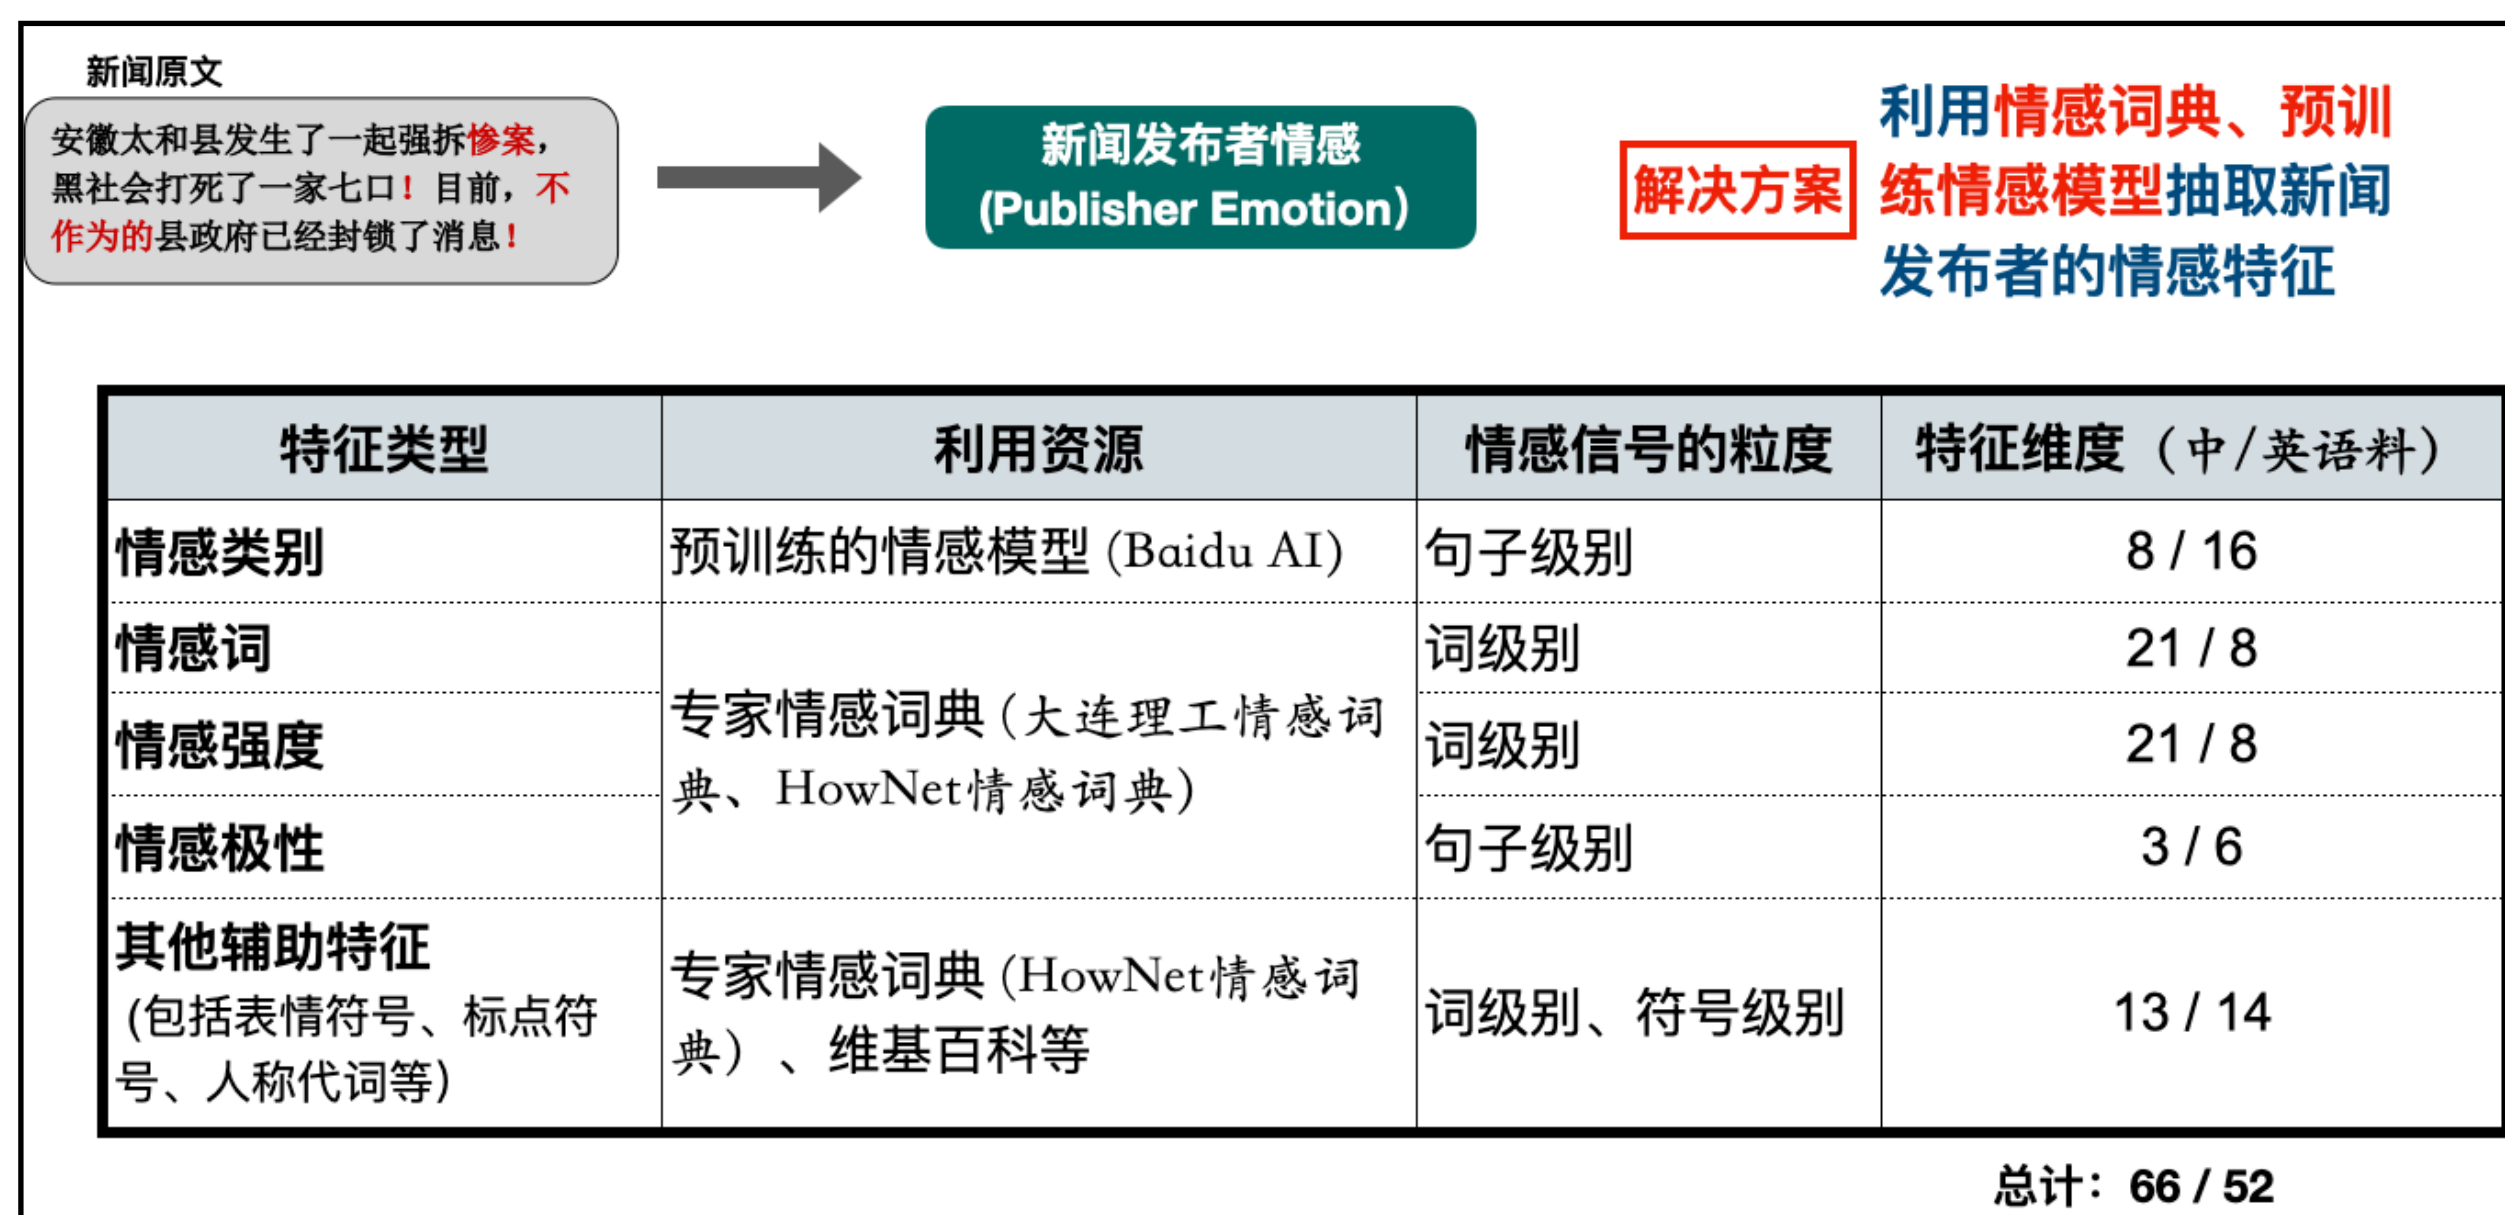 新闻原文
安徽太和县发生了一起强拆惨案，
黑社会打死了一家七口！目前，不
作为的县政府已经封锁了消息！
新闻发布者情感
(Publisher Emotion)
解决方案
利用情感词典、预训
练情感模型抽取新闻
发布者的情感特征
特征类型 利用资源 情感信号的粒度 特征维度（中/英语料）
情感类别 预训练的情感模型 (Baidu AI) 句子级别 8 / 16
情感词 词级别 21 / 8
专家情感词典（大连理工情感词
典、HowNet情感词典）
情感强度 词级别 21 / 8
情感极性 句子级别 3 / 6
其他辅助特征
(包括表情符号、标点符
号、人称代词等)
专家情感词典 (HowNet情感词
典）、维基百科等
词级别、符号级别 13 / 14
总计：66 / 52